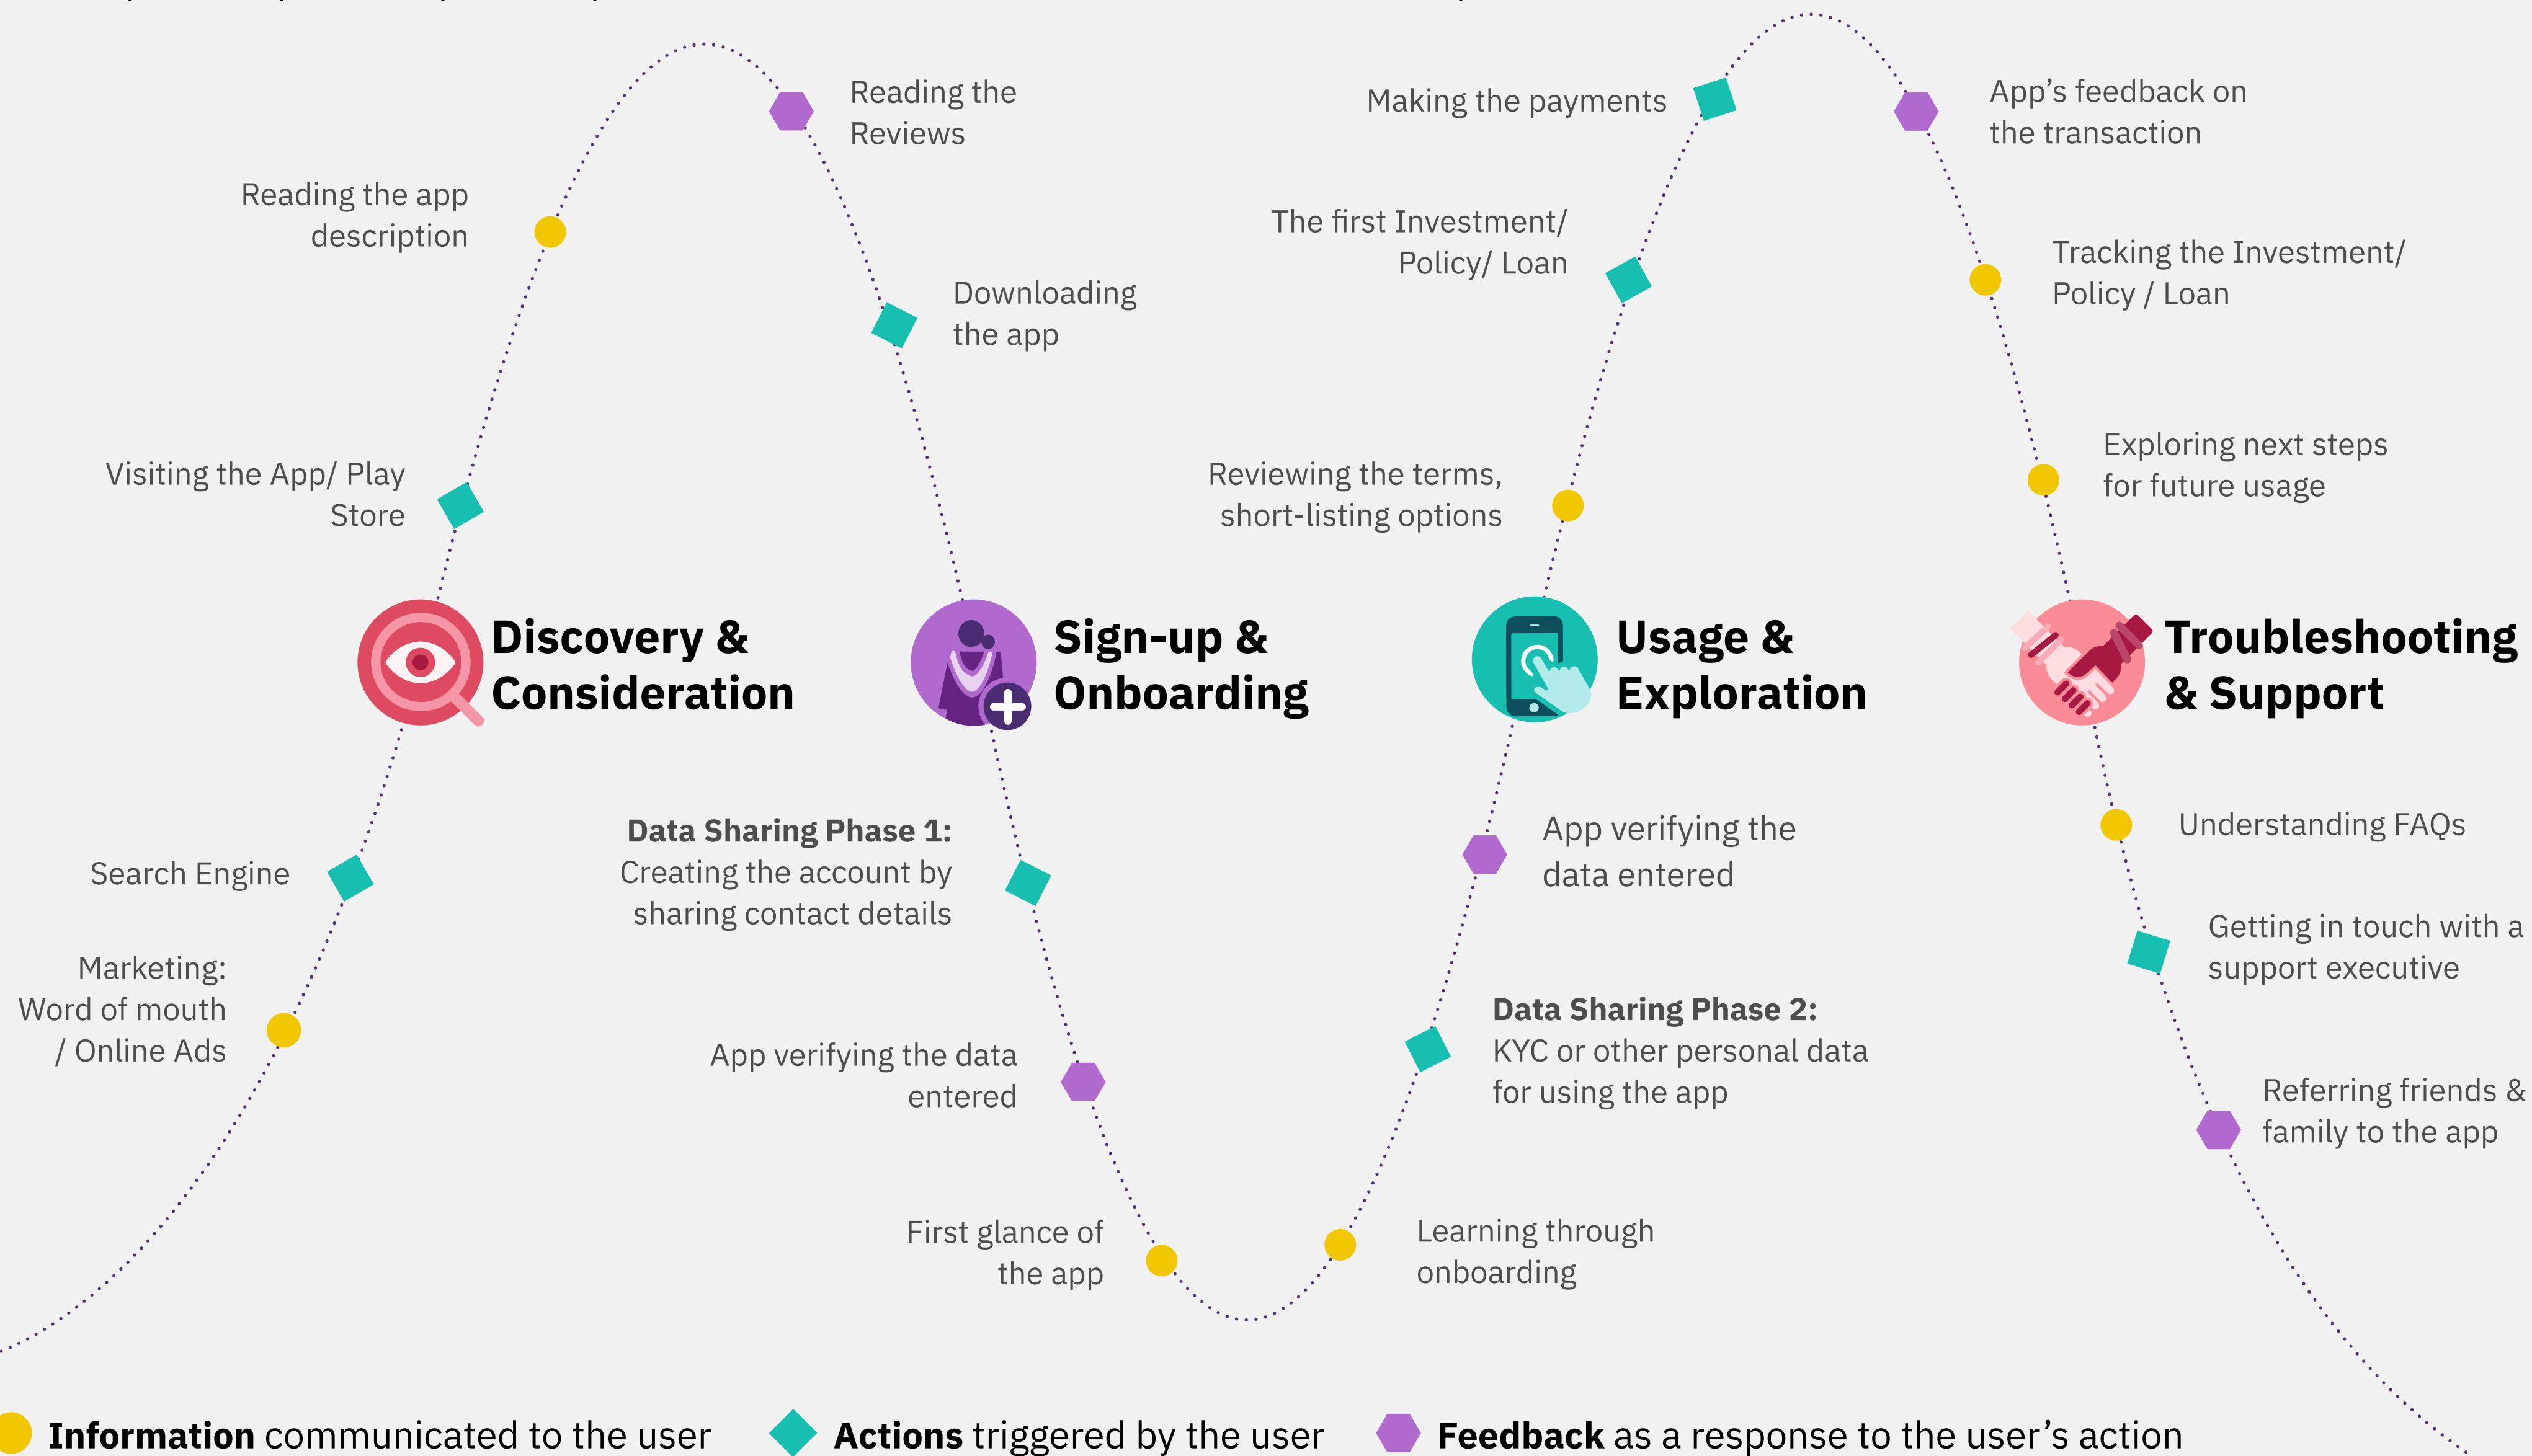 Reading the
Reviews
Reading the app
description
Downloading
the app
Visiting the App/ Play
Store
Discovery &
Consideration
Search Engine
Marketing:
Word of mouth
/ Online Ads
Sign-up &
Onboarding
Data Sharing Phase 1:
Creating the account by
sharing contact details
App verifying the data
entered
First glance of
the app
Making the payments
The first Investment/
Policy/ Loan
Reviewing the terms,
short-listing options
Usage &
Exploration
App verifying the
data entered
Data Sharing Phase 2:
KYC or other personal data
for using the app
Learning through
onboarding
App’s feedback on
the transaction
Tracking the Investment/
Policy / Loan
Exploring next steps
for future usage
Troubleshooting
& Support
Understanding FAQs
Getting in touch with a
support executive
Referring friends &
family to the app
Information communicated to the user
Actions triggered by the user
Feedback as a response to the user’s action